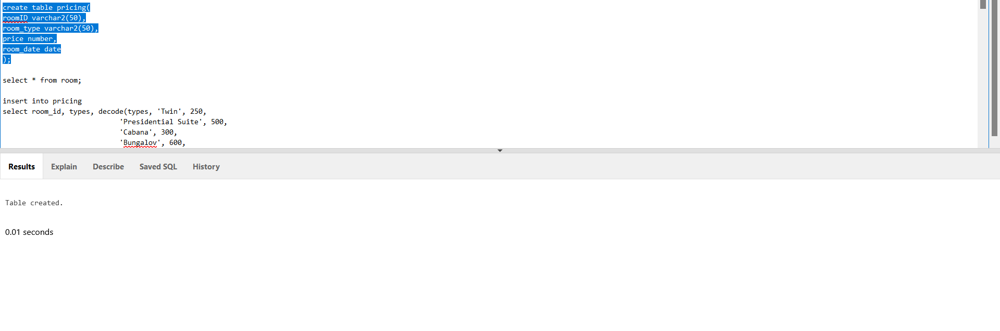 create table pricing(
roomID varchar2(50),
room_type varchar2(50),
price number,
room_date date
);
select * from room;
insert into pricing
select room_id, types, decode(types, 'Twin', 250,
'Presidential Suite', 500,
'Cabana', 300,
'Bungalov', 600,
Results Explain Describe Saved SQL History
Table created.
0.01 seconds